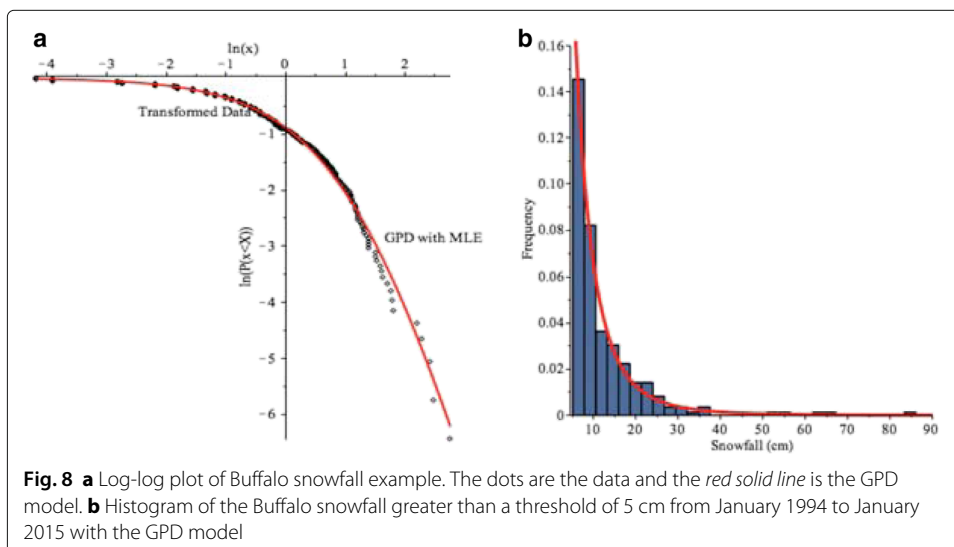 a
ln(x)
−4 −3 −2 −1 0 1 2
Transformed Data
−1
−2
GPD with MLE
−3
ln(P(x<X))
−4
−5
−6
b
0.16
0.14
0.12
0.10
Frequency
0.08
0.06
0.04
0.02
0
10 20 30 40 50 60 70 80 90
Snowfall (cm)
Fig. 8 a Log-log plot of Buffalo snowfall example. The dots are the data and the red solid line is the GPD
model. b Histogram of the Buffalo snowfall greater than a threshold of 5 cm from January 1994 to January
2015 with the GPD model